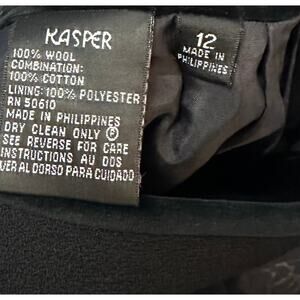 KASPER
100% WOOL
COMBINATION:
100% COTTON
LINING: 100% POLYESTER
RN 50610
MADE IN PHILIPPINES
DRY CLEAN ONLY Ⓟ
SEE REVERSE FOR CARE
INSTRUCTIONS AU DOS
VER AL DORSO PARA CUIDADO
12
MADE IN
PHILIPPINES